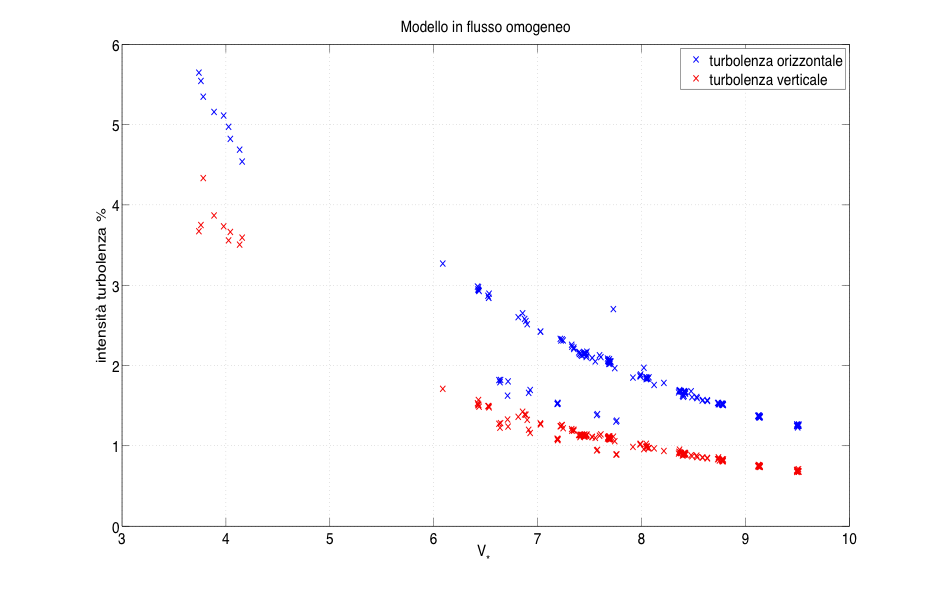 Modello in flusso omogeneo
turbolenza orizzontale
turbolenza verticale
intensità turbolenza %
6
5
4
3
2
1
0
3 4 5 6 7 8 9 10
V*